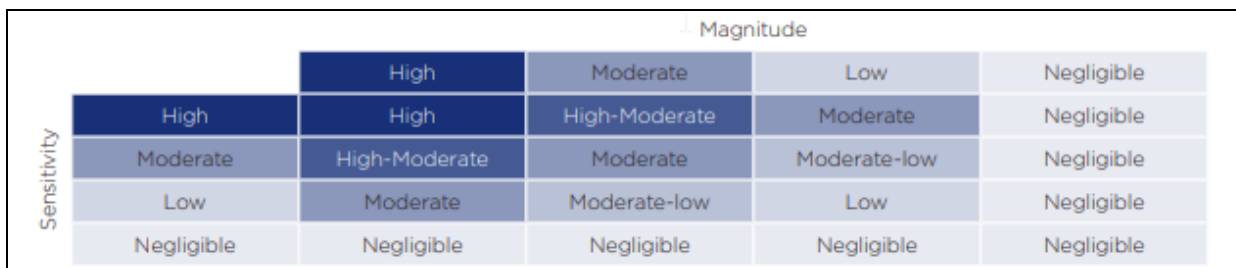 Magnitude
High Moderate Low Negligible
Sensitivity
High High High-Moderate Moderate Negligible
Moderate High-Moderate Moderate Moderate-low Negligible
Low Moderate Moderate-low Low Negligible
Negligible Negligible Negligible Negligible Negligible